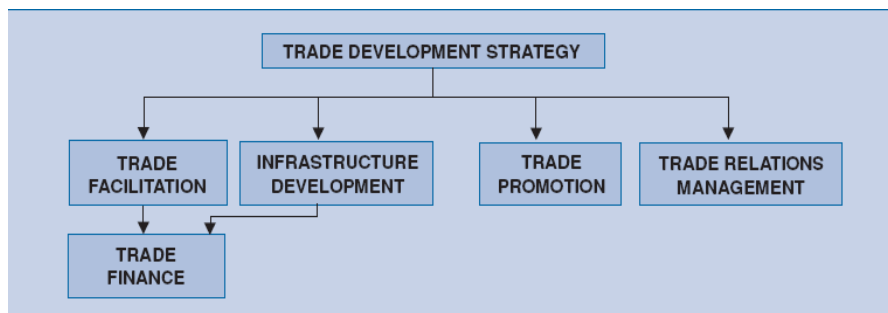 TRADE DEVELOPMENT STRATEGY
TRADE
FACILITATION
INFRASTRUCTURE
DEVELOPMENT
TRADE
PROMOTION
TRADE RELATIONS
MANAGEMENT
TRADE
FINANCE